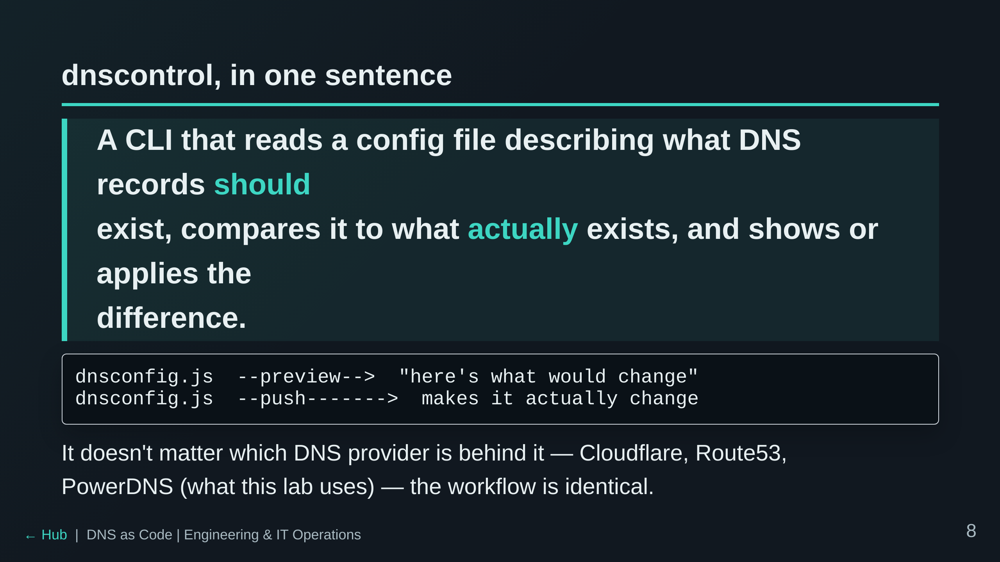 dnscontrol, in one sentence
A CLI that reads a config file describing what DNS
records should
exist, compares it to what actually exists, and shows or
applies the
difference.
dnsconfig.js  --preview-->  "here's what would change"
dnsconfig.js  --push------->  makes it actually change
It doesn't matter which DNS provider is behind it — Cloudflare, Route53,
PowerDNS (what this lab uses) — the workflow is identical.
← Hub | DNS as Code | Engineering & IT Operations
8